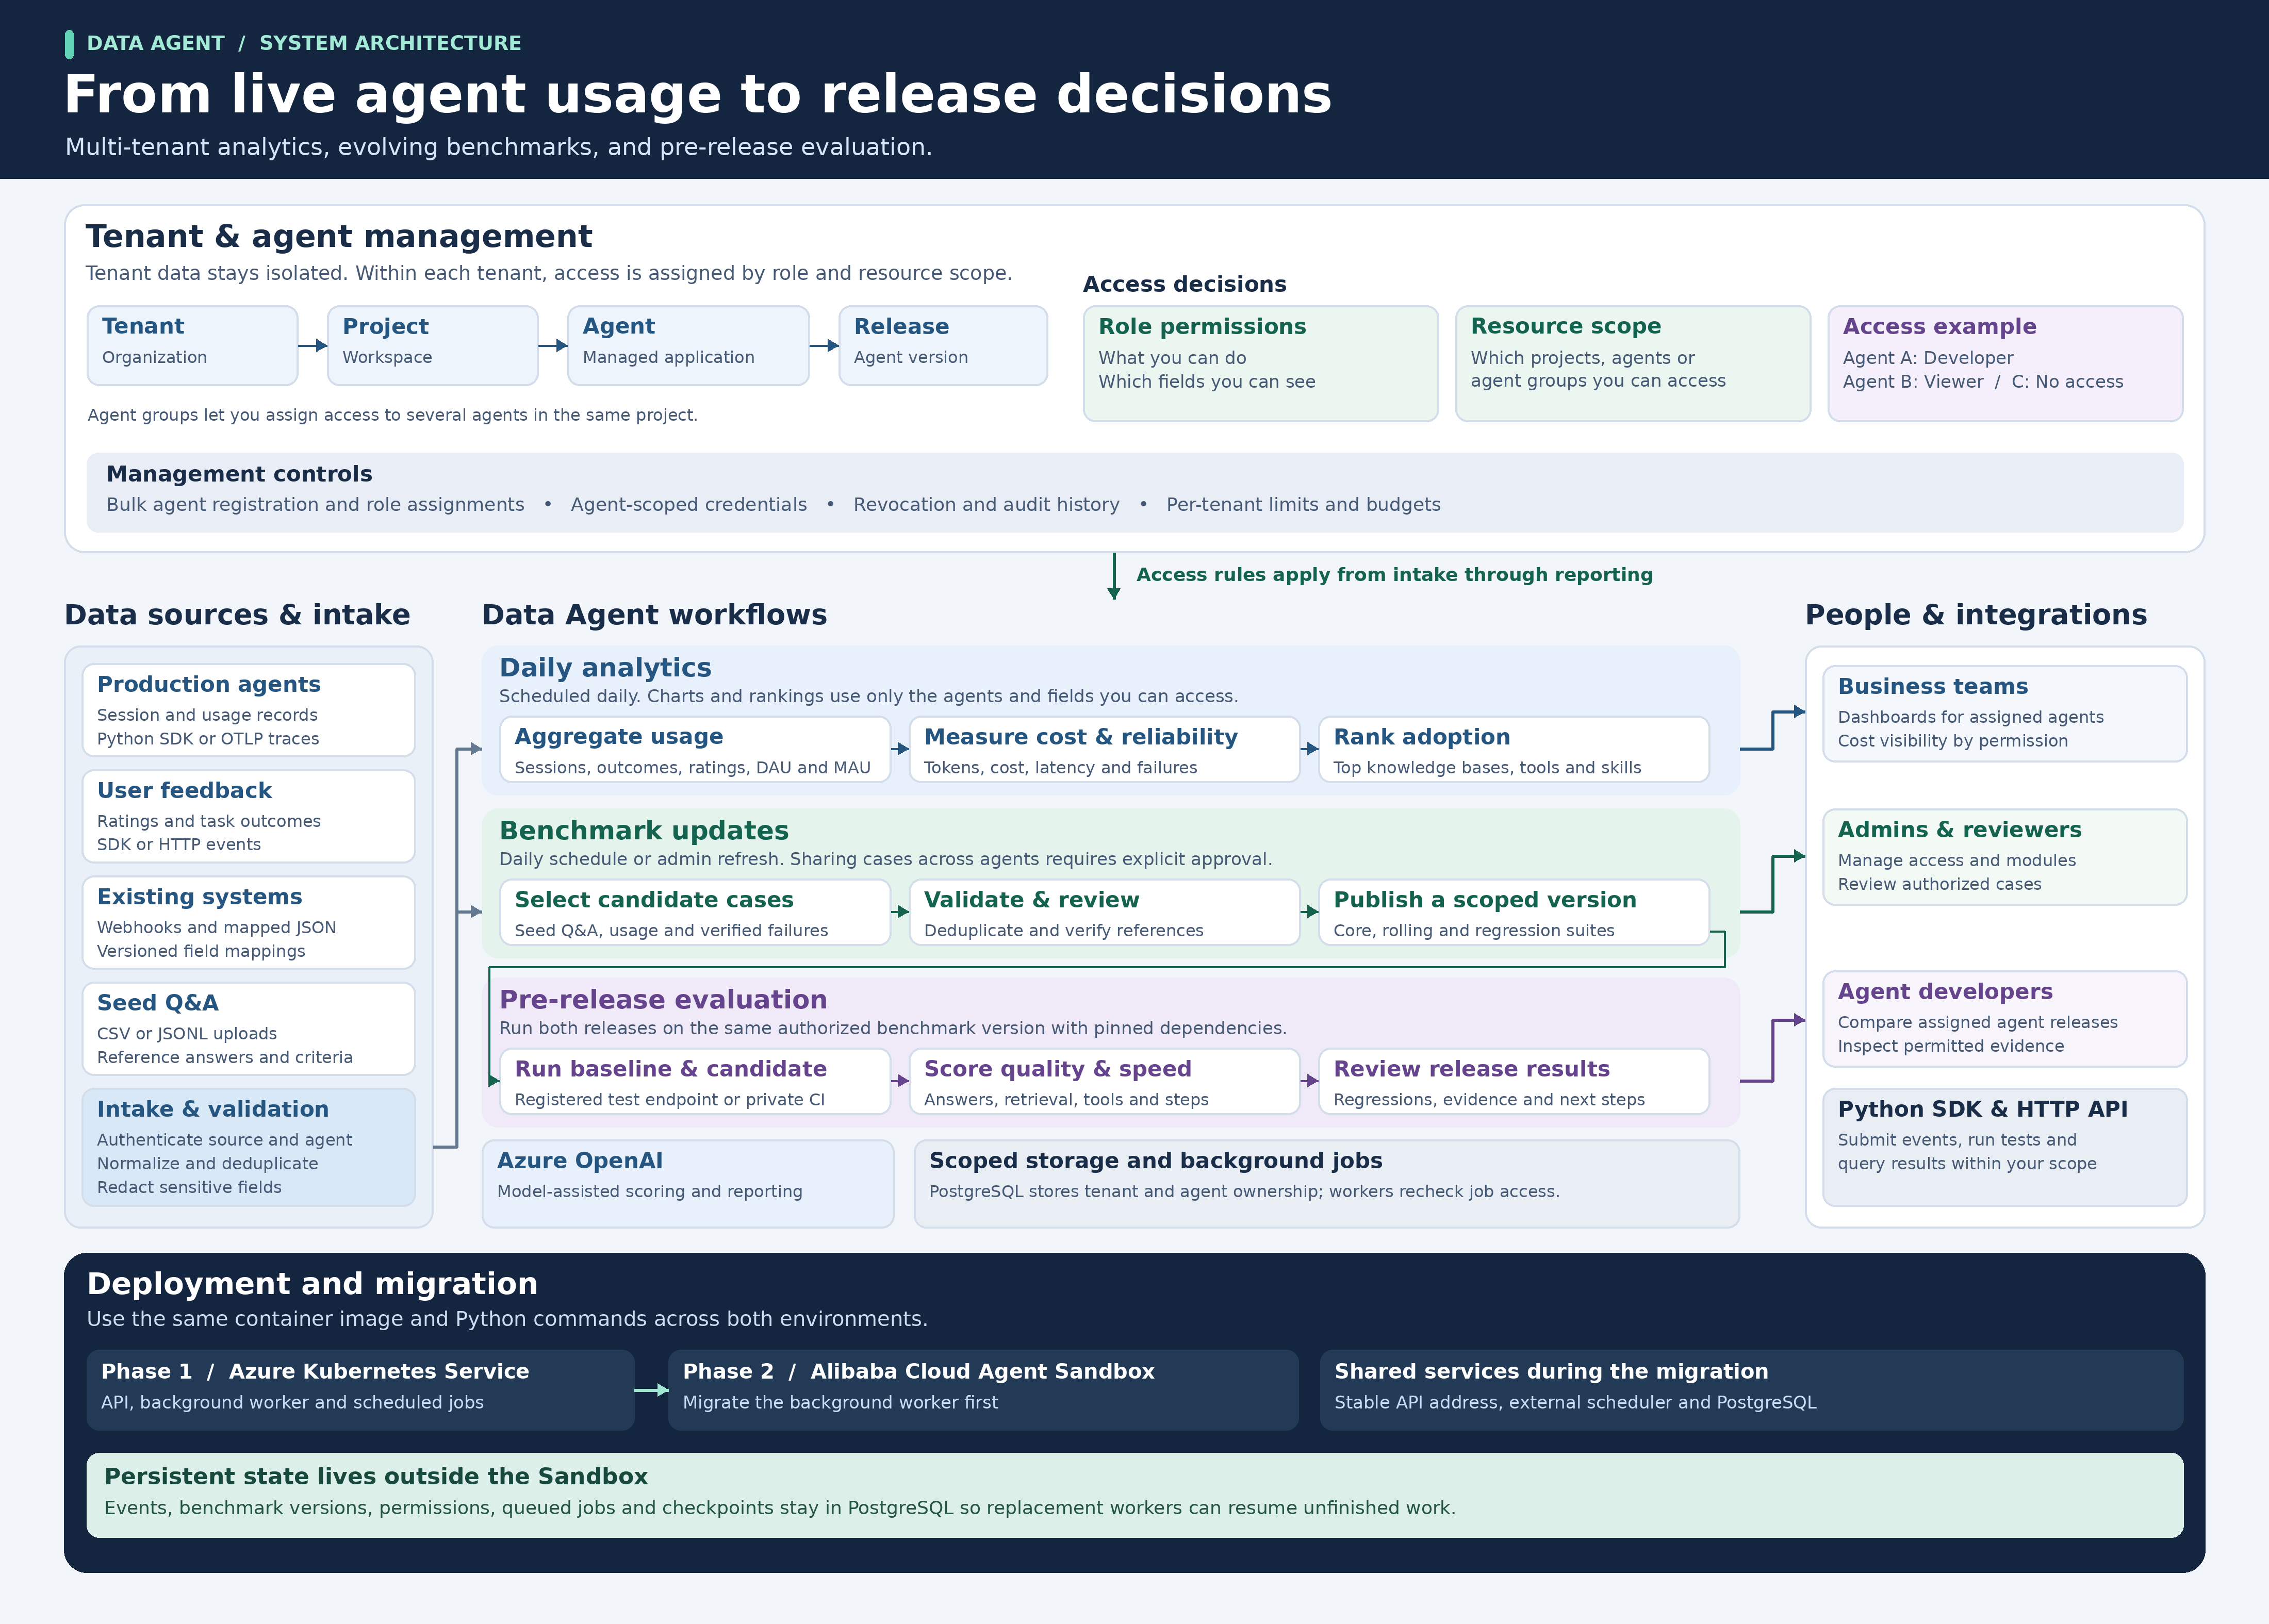 DATA AGENT / SYSTEM ARCHITECTURE
From live agent usage to release decisions
Multi-tenant analytics, evolving benchmarks, and pre-release evaluation.
Tenant & agent management
Tenant data stays isolated. Within each tenant, access is assigned by role and resource scope.
Tenant
Organization
Project
Workspace
Agent
Managed application
Release
Agent version
Agent groups let you assign access to several agents in the same project.
Access decisions
Role permissions
What you can do
Which fields you can see
Resource scope
Which projects, agents or
agent groups you can access
Access example
Agent A: Developer
Agent B: Viewer / C: No access
Management controls
Bulk agent registration and role assignments • Agent-scoped credentials • Revocation and audit history • Per-tenant limits and budgets
Access rules apply from intake through reporting
Data sources & intake
Production agents
Session and usage records
Python SDK or OTLP traces
User feedback
Ratings and task outcomes
SDK or HTTP events
Existing systems
Webhooks and mapped JSON
Versioned field mappings
Seed Q&A
CSV or JSONL uploads
Reference answers and criteria
Intake & validation
Authenticate source and agent
Normalize and deduplicate
Redact sensitive fields
Data Agent workflows
Daily analytics
Scheduled daily. Charts and rankings use only the agents and fields you can access.
Aggregate usage
Sessions, outcomes, ratings, DAU and MAU
Measure cost & reliability
Tokens, cost, latency and failures
Rank adoption
Top knowledge bases, tools and skills
Benchmark updates
Daily schedule or admin refresh. Sharing cases across agents requires explicit approval.
Select candidate cases
Seed Q&A, usage and verified failures
Validate & review
Deduplicate and verify references
Publish a scoped version
Core, rolling and regression suites
Pre-release evaluation
Run both releases on the same authorized benchmark version with pinned dependencies.
Run baseline & candidate
Registered test endpoint or private CI
Score quality & speed
Answers, retrieval, tools and steps
Review release results
Regressions, evidence and next steps
Azure OpenAI
Model-assisted scoring and reporting
Scoped storage and background jobs
PostgreSQL stores tenant and agent ownership; workers recheck job access.
People & integrations
Business teams
Dashboards for assigned agents
Cost visibility by permission
Admins & reviewers
Manage access and modules
Review authorized cases
Agent developers
Compare assigned agent releases
Inspect permitted evidence
Python SDK & HTTP API
Submit events, run tests and
query results within your scope
Deployment and migration
Use the same container image and Python commands across both environments.
Phase 1 / Azure Kubernetes Service
API, background worker and scheduled jobs
Phase 2 / Alibaba Cloud Agent Sandbox
Migrate the background worker first
Shared services during the migration
Stable API address, external scheduler and PostgreSQL
Persistent state lives outside the Sandbox
Events, benchmark versions, permissions, queued jobs and checkpoints stay in PostgreSQL so replacement workers can resume unfinished work.